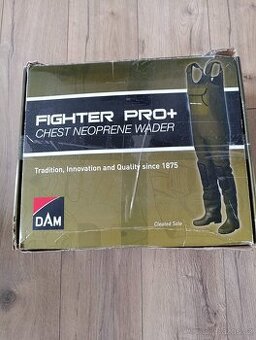 FIGHTER PRO+
CHEST NEOPRENE WADER
Tradition, Innovation and Quality since 1875
DAM
Cleated Sole